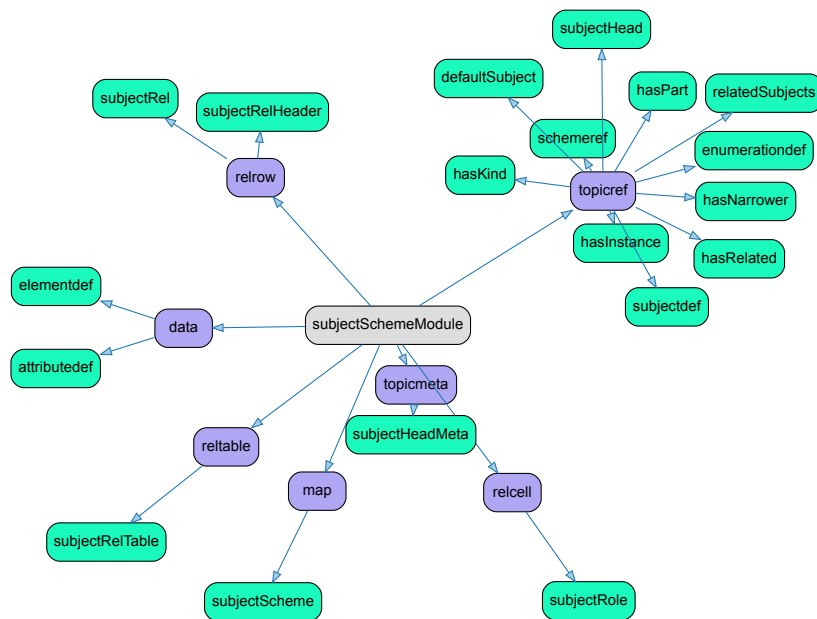 subjectHead
defaultSubject
hasPart
relatedSubjects
subjectRel
subjectRelHeader
schemeref
enumerationdef
hasKind
relrow
topicref
hasNarrower
hasInstance
hasRelated
elementdef
subjectdef
data
subjectSchemeModule
attributedef
topicmeta
subjectHeadMeta
reltable
map
relcell
subjectRelTable
subjectScheme
subjectRole